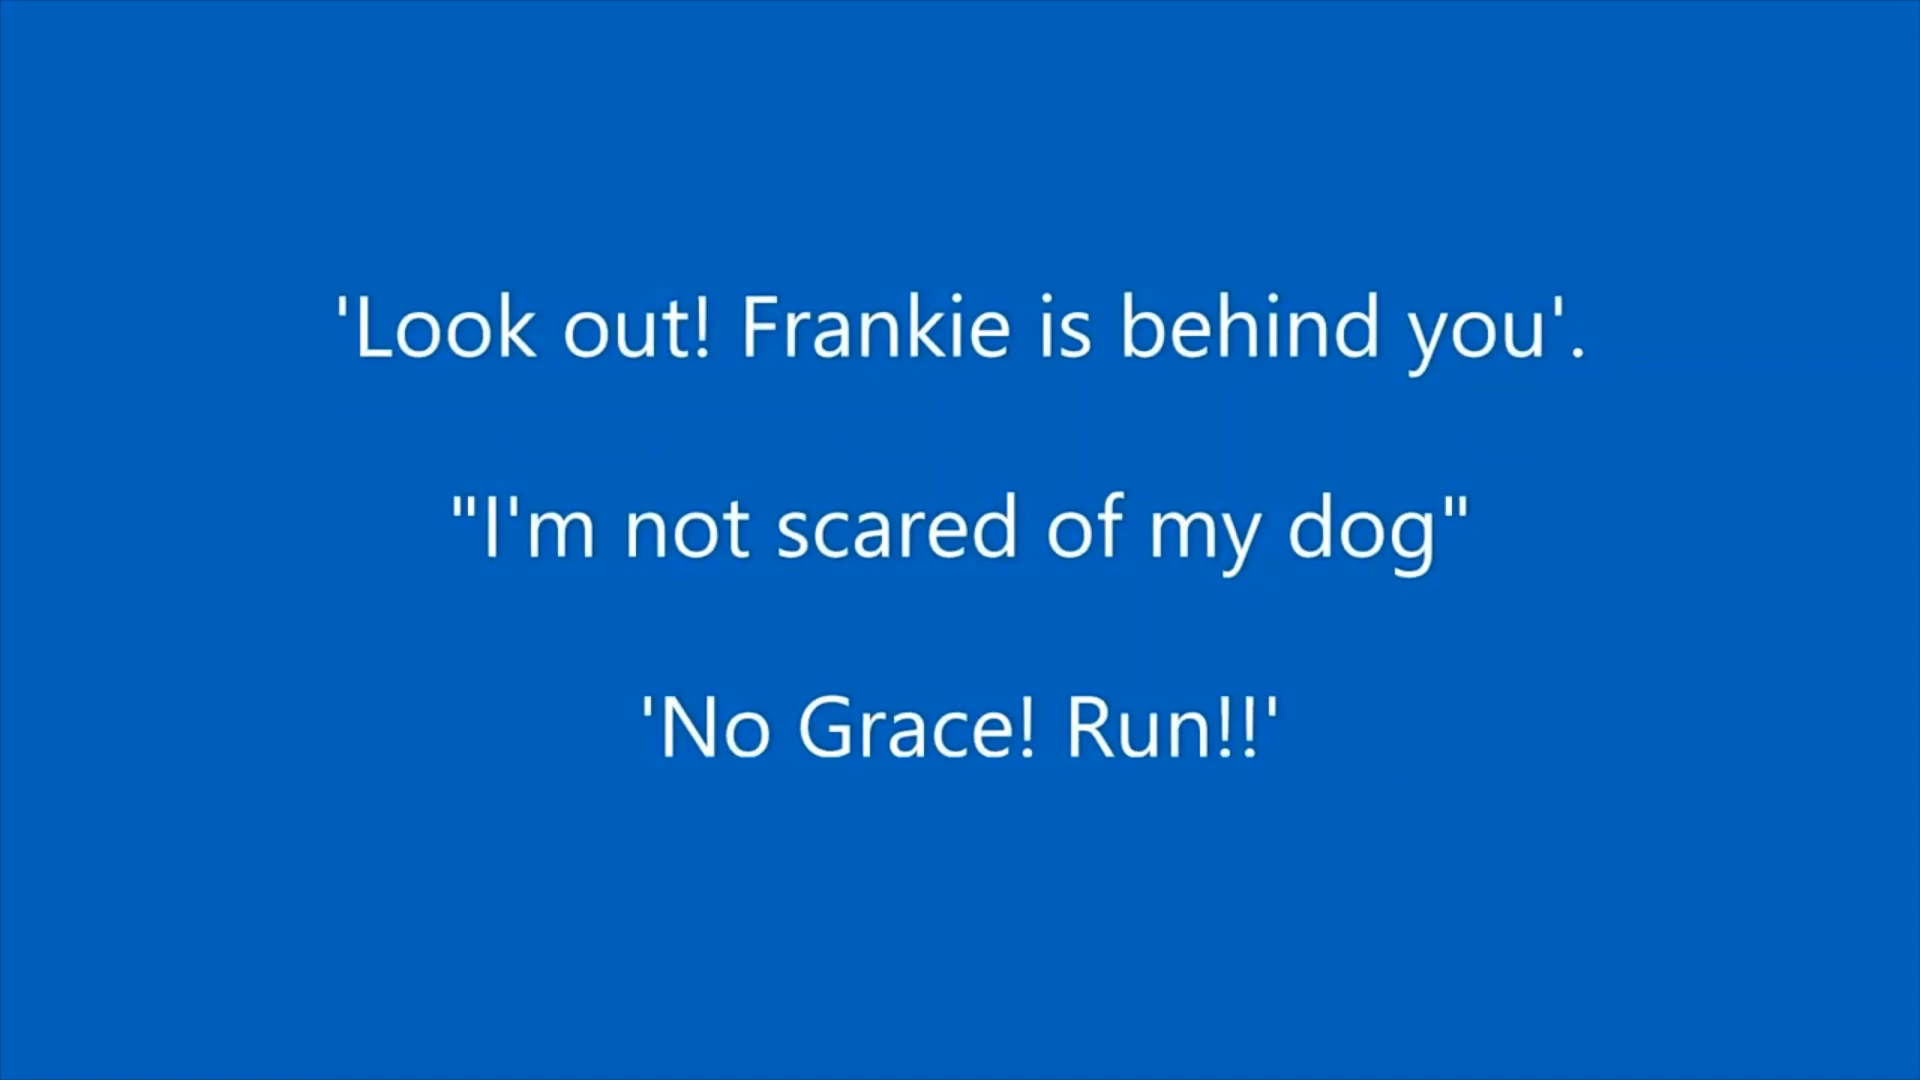 'Look out! Frankie is behind you'.
"I'm not scared of my dog"
'No Grace! Run!!'